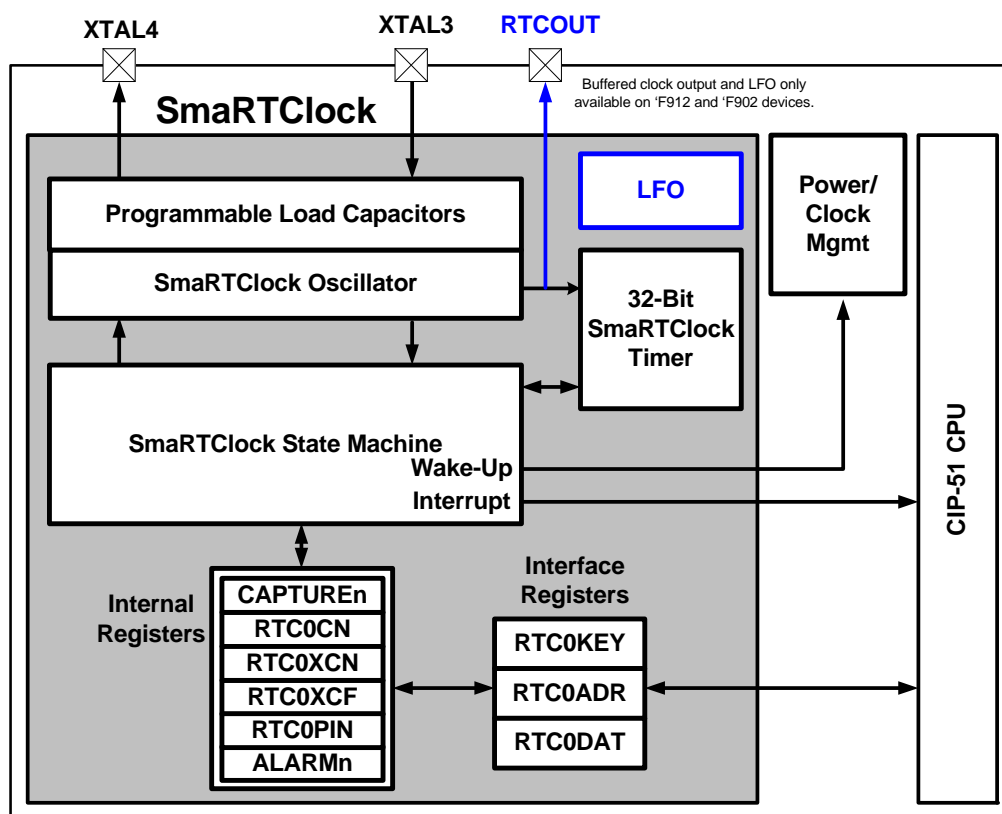 XTAL4
XTAL3
RTCOUT
Buffered clock output and LFO only
available on ‘F912 and ‘F902 devices.
SmaRTClock
LFO
Power/
Clock
Mgmt
Programmable Load Capacitors
SmaRTClock Oscillator
32-Bit
SmaRTClock
Timer
SmaRTClock State Machine
Wake-Up
Interrupt
CIP-51 CPU
Internal
Registers
CAPTUREn
RTC0CN
RTC0XCN
RTC0XCF
RTC0PIN
ALARMn
Interface
Registers
RTC0KEY
RTC0ADR
RTC0DAT